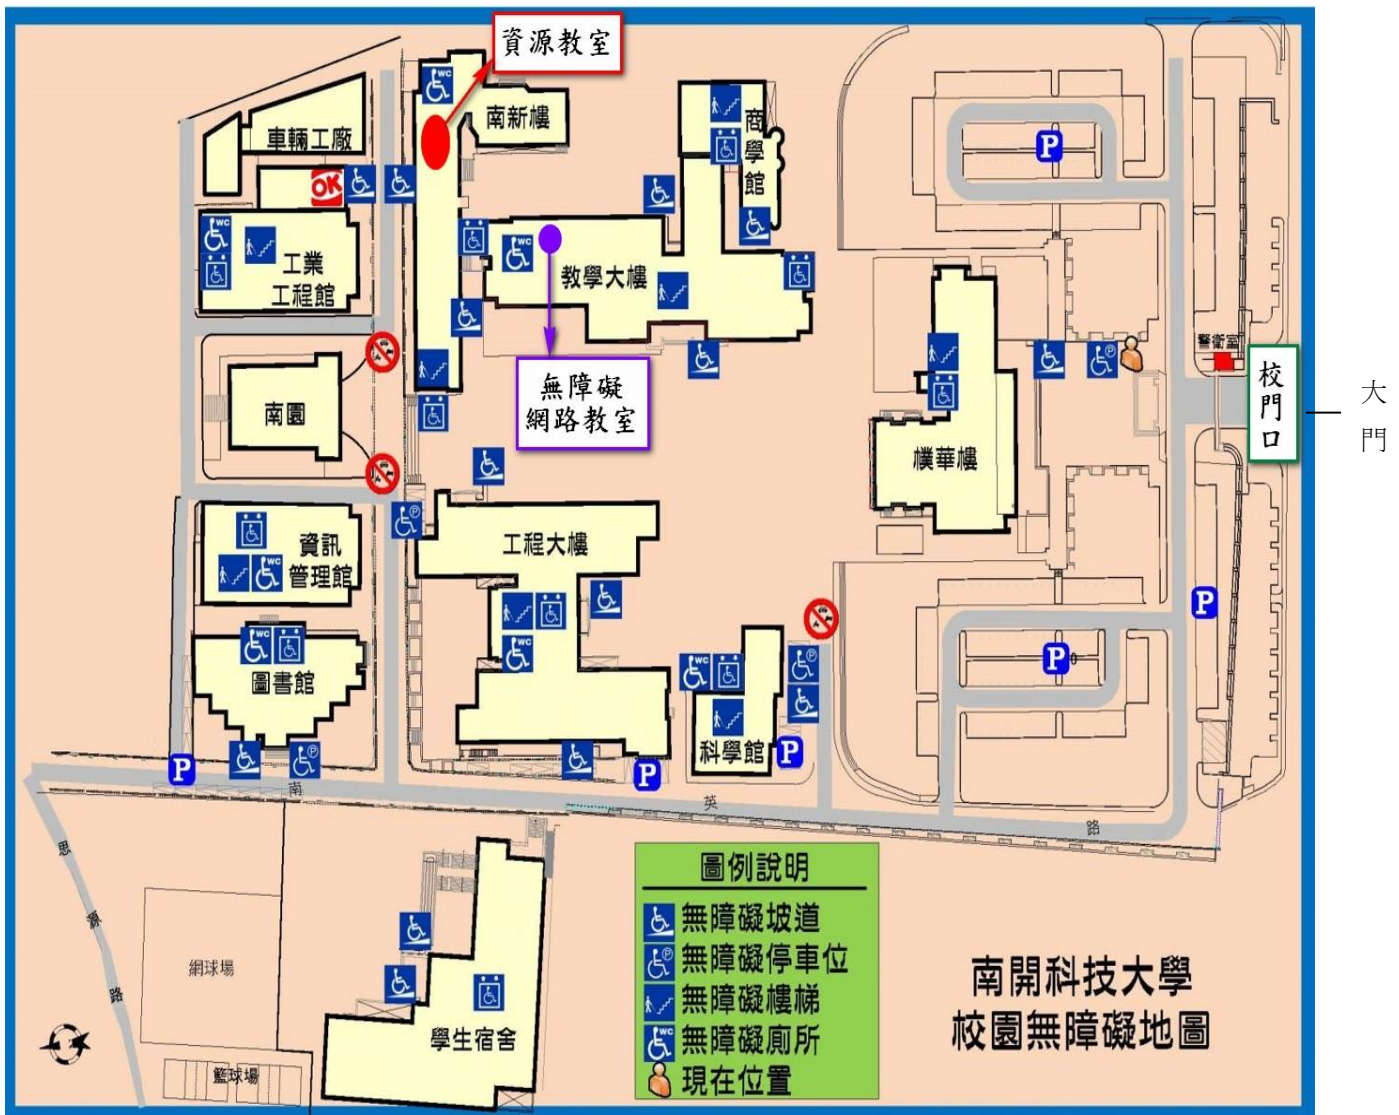 資源教室
南新樓
商
學
館
車輛工廠
OK
P
工業
工程館
教學大樓
無障礙
網路教室
警衛室
校
門
口
大
門
南園
樸華樓
資訊
管理館
工程大樓
P
圖書館
科學館
P
P
P
P
南
英
路
思
源
路
網球場
籃球場
學生宿舍
圖例說明
無障礙坡道
無障礙停車位
無障礙樓梯
WC
無障礙廁所
現在位置
南開科技大學
校園無障礙地圖